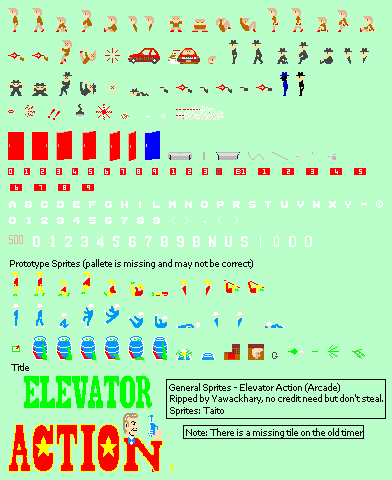 0 1 2 3 4 5 6 7 8 9 1 2 3 B B1 1 2 3 4 5
6 7 8 9
A B C D E F G H I L M N O P R S T U V W X Y - ©
0 1 2 3 4 5 6 7 8 9
500 0 1 2 3 4 5 6 7 8 9 B N U S 1 0 0 0
Prototype Sprites (pallete is missing and may not be correct)
G
Title
ELEVATOR
ACTION
General Sprites - Elevator Action (Arcade)
Ripped by Yawackhary, no credit need but don't steal.
Sprites: Taito
Note: There is a missing tile on the old timer